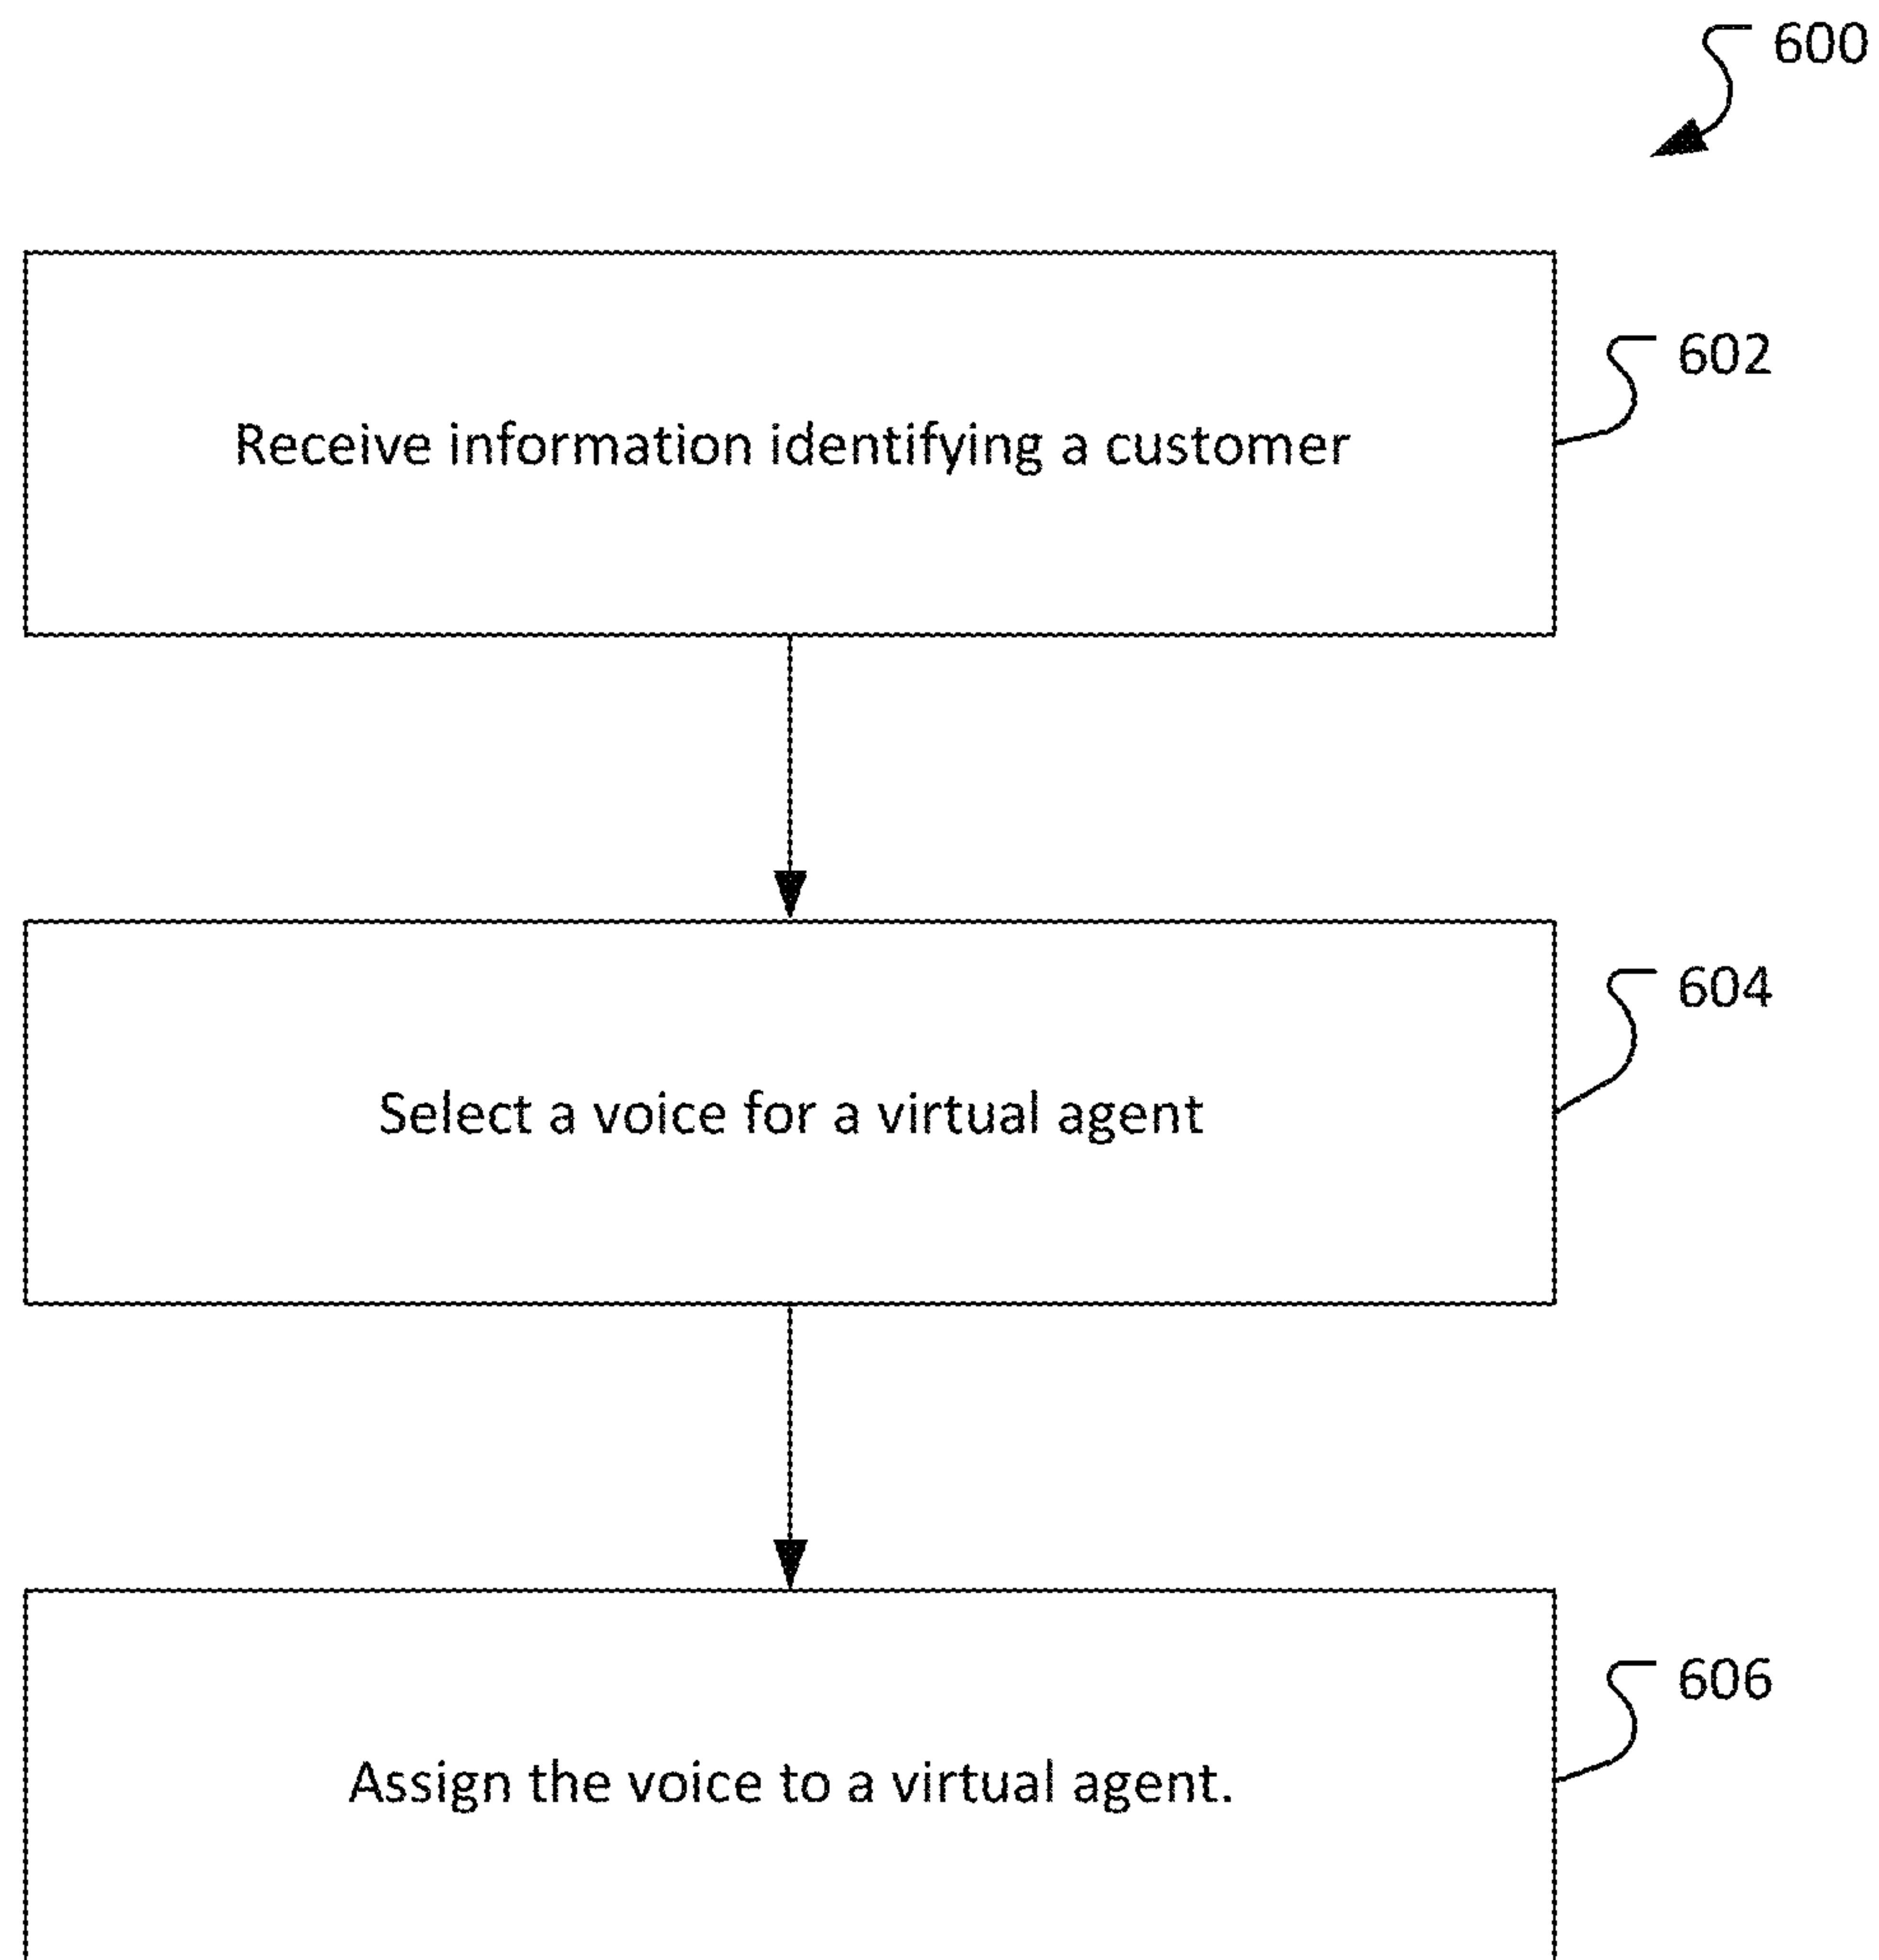 600
602
Receive information identifying a customer
604
Select a voice for a virtual agent
606
Assign the voice to a virtual agent.